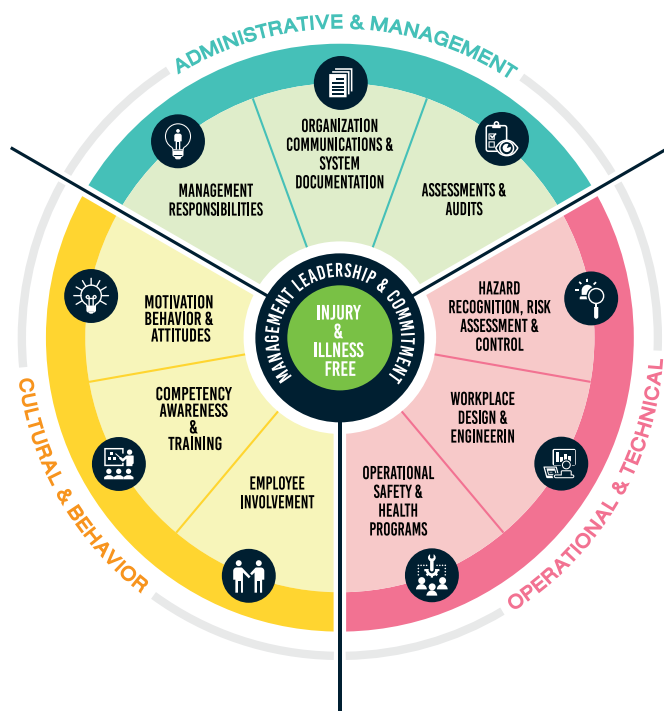 ADMINISTRATIVE & MANAGEMENT
MANAGEMENT
RESPONSIBILITIES
ORGANIZATION
COMMUNICATIONS &
SYSTEM
DOCUMENTATION
ASSESSMENTS &
AUDITS
HAZARD
RECOGNITION, RISK
ASSESSMENT &
CONTROL
WORKPLACE
DESIGN &
ENGINEERIN
OPERATIONAL
SAFETY &
HEALTH
PROGRAMS
OPERATIONAL & TECHNICAL
EMPLOYEE
INVOLVEMENT
COMPETENCY
AWARENESS
&
TRAINING
MOTIVATION
BEHAVIOR &
& ATTITUDES
CULTURAL & BEHAVIOR
MANAGEMENT LEADERSHIP & COMMITMENT
INJURY
&
ILLNESS
FREE